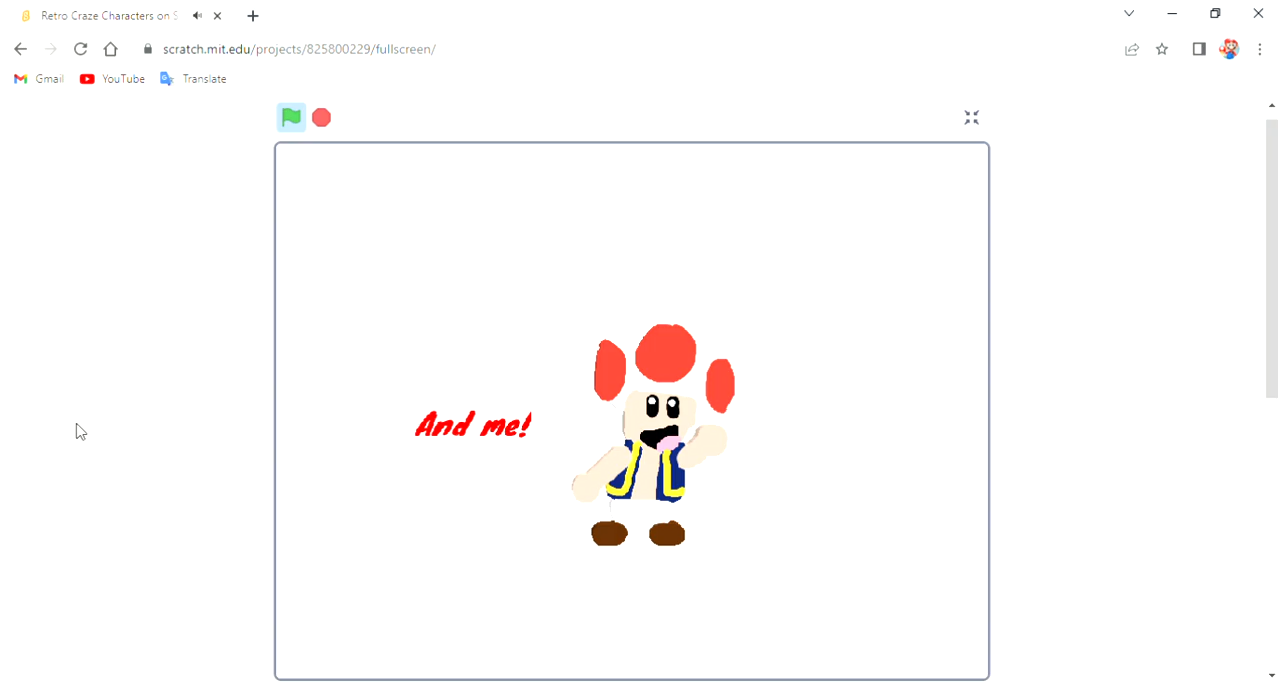 Retro Craze Characters on S
scratch.mit.edu/projects/825800229/fullscreen/
Gmail YouTube Translate
And me!